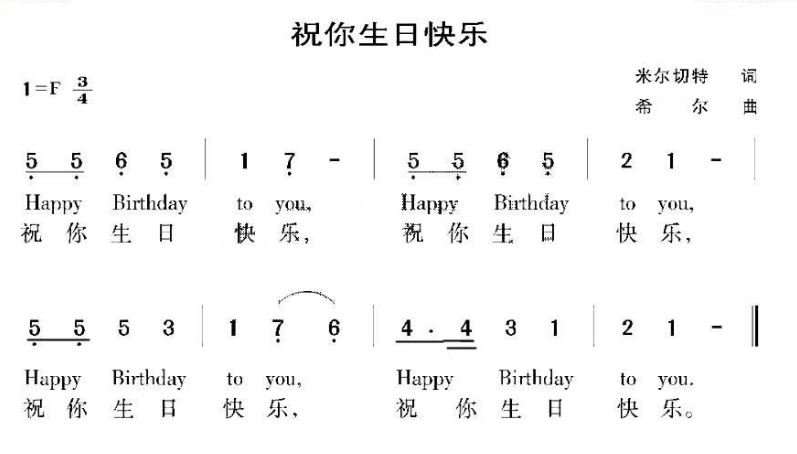 祝你生日快乐
1=F 3/4
米尔切特 词
希 尔 曲
5 5 6 5 | 1 7 - | 5 5 6 5 | 2 1 - |
Happy Birthday to you, Happy Birthday to you,
祝 你 生 日 快 乐, 祝 你 生 日 快 乐,
5 5 5 3 | 1 7 6 | 4 . 4 3 1 | 2 1 - ||
Happy Birthday to you, Happy Birthday to you.
祝 你 生 日 快 乐, 祝 你 生 日 快 乐。